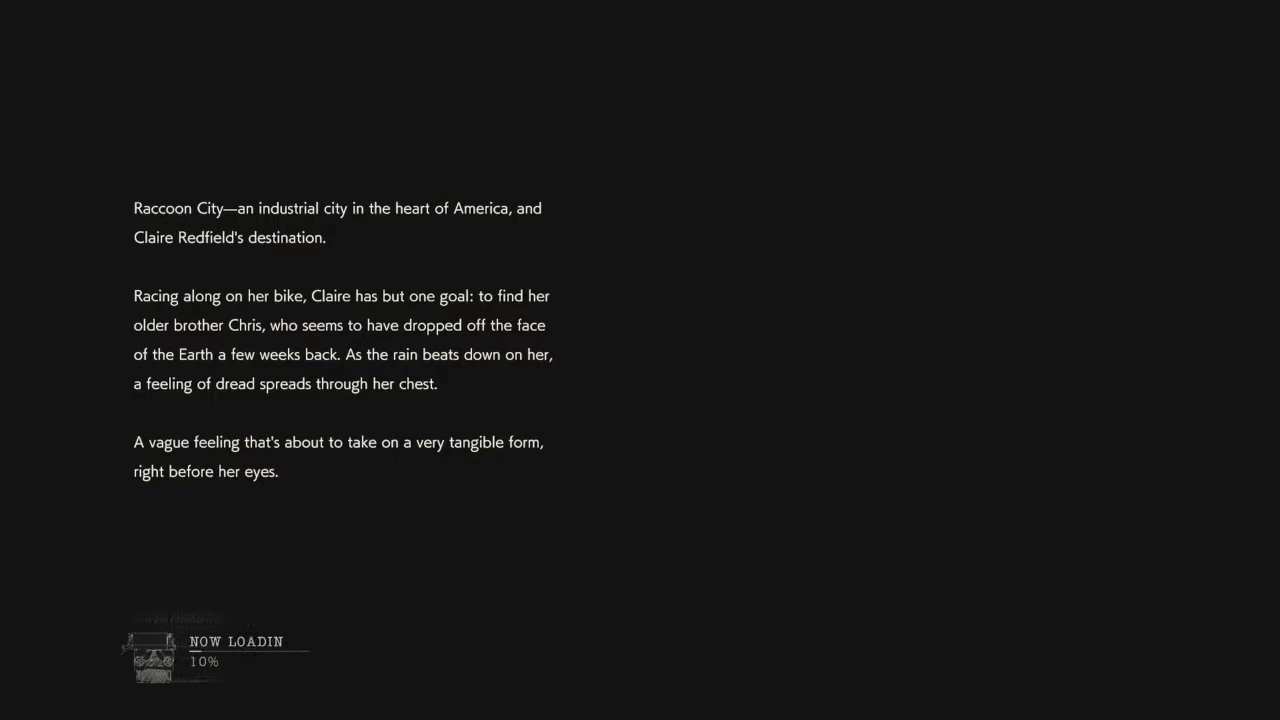 Raccoon City—an industrial city in the heart of America, and
Claire Redfield's destination.
Racing along on her bike, Claire has but one goal: to find her
older brother Chris, who seems to have dropped off the face
of the Earth a few weeks back. As the rain beats down on her,
a feeling of dread spreads through her chest.
A vague feeling that's about to take on a very tangible form,
right before her eyes.
NOW LOADIN
10%